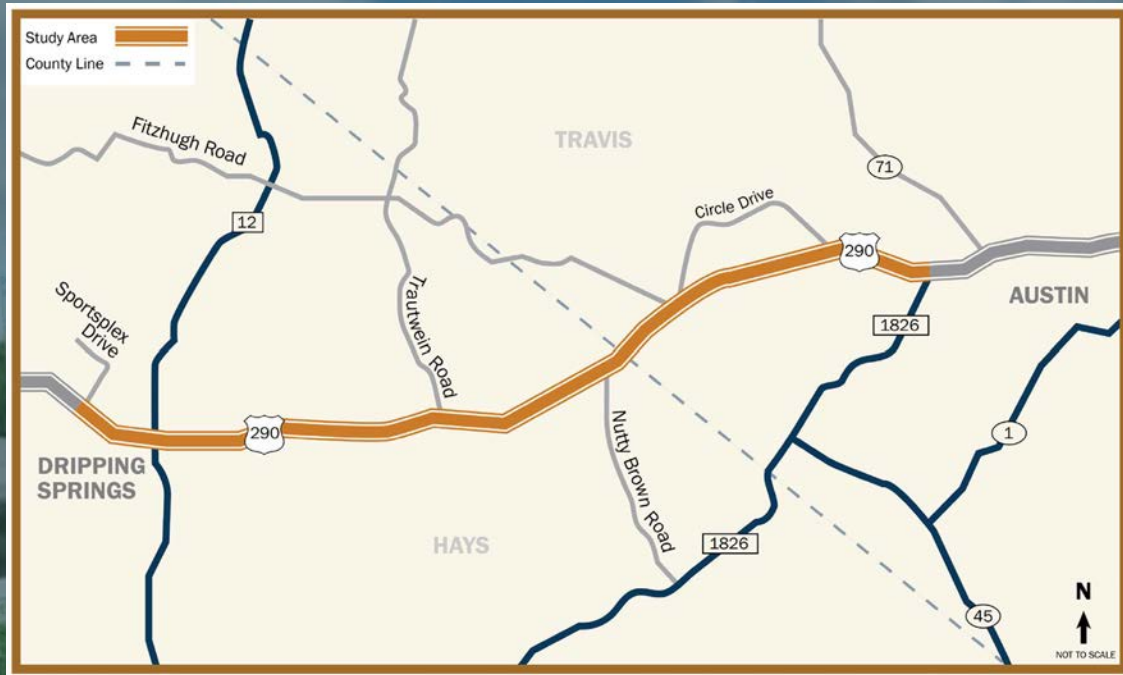 Study Area
County Line
Fitzhugh Road
TRAVIS
71
12
Circle Drive
290
Sportsplex
Drive
Trautwein Road
AUSTIN
1826
290
1
DRIPPING
SPRINGS
Nutty Brown Road
HAYS
1826
45
N
NOT TO SCALE